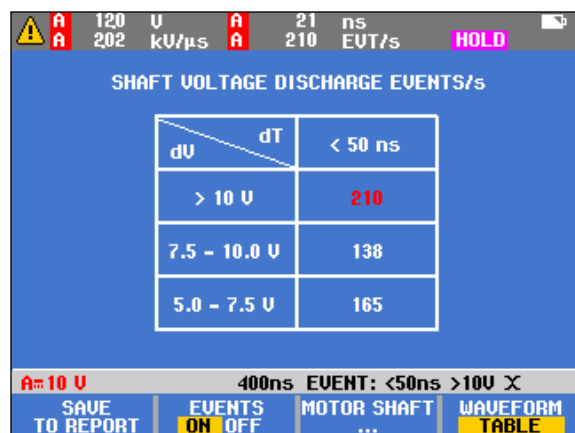 A 120 V A 21 ns
A 202 kV/µs A 210 EVT/s HOLD
SHAFT VOLTAGE DISCHARGE EVENTS/s
dV dT < 50 ns
> 10 V 210
7.5 - 10.0 V 138
5.0 - 7.5 V 165
A 10 V 400ns EVENT: <50ns >10V
SAVE TO REPORT EVENTS ON OFF MOTOR SHAFT ... WAVEFORM TABLE